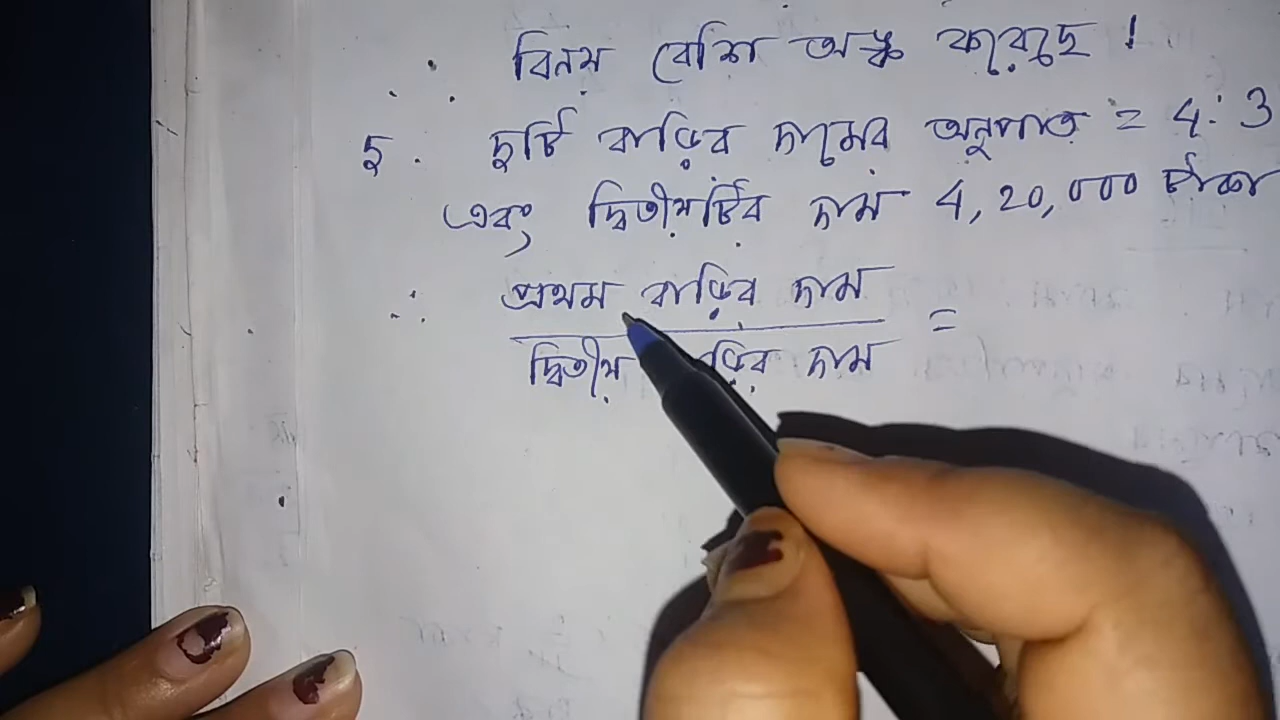 বিনয় বেশি অঙ্ক করেছে।
5. দুটি বাড়ির দামের অনুপাত = 4:3
এবং দ্বিতীয়টির দাম 4,20,000 টাকা
∴ প্রথম বাড়ির দাম =
দ্বিতীয় বাড়ির দাম